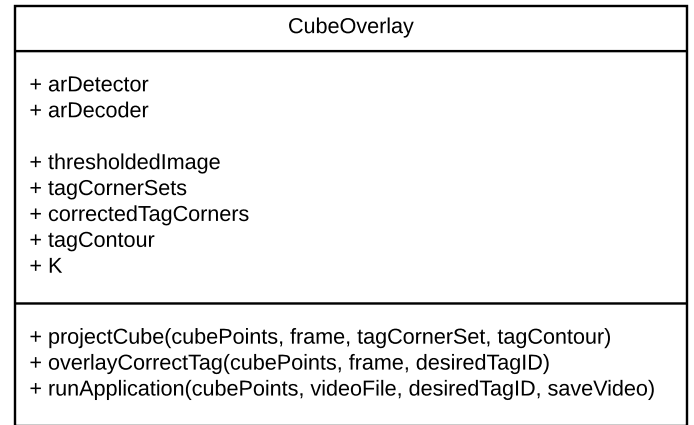 CubeOverlay
+ arDetector
+ arDecoder
+ thresholdedImage
+ tagCornerSets
+ correctedTagCorners
+ tagContour
+ K
+ projectCube(cubePoints, frame, tagCornerSet, tagContour)
+ overlayCorrectTag(cubePoints, frame, desiredTagID)
+ runApplication(cubePoints, videoFile, desiredTagID, saveVideo)